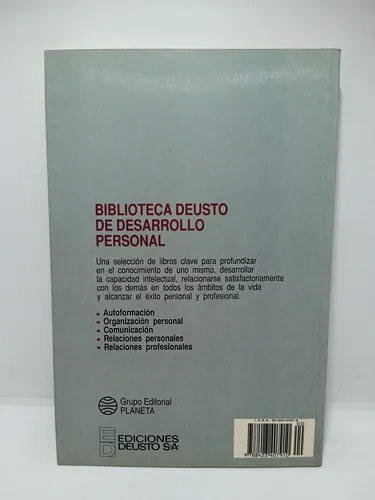 BIBLIOTECA DEUSTO
DE DESARROLLO
PERSONAL
Una selección de libros clave para profundizar
en el conocimiento de uno mismo, desarrollar
la capacidad intelectual, relacionarse satisfactoriamente
con los demás en todos los ámbitos de la vida
y alcanzar el éxito personal y profesional.
Autoformación
Organización personal
Comunicación
Relaciones personales
Relaciones profesionales
Grupo Editorial
PLANETA
EDICIONES
DEUSTO S.A.
00